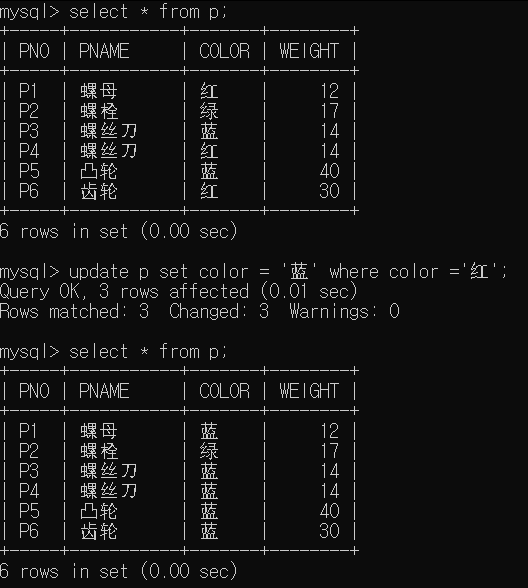 mysql> select * from p;
+-----+-----------+-------+--------+
| PNO | PNAME     | COLOR | WEIGHT |
+-----+-----------+-------+--------+
| P1  | 螺母      | 红    |     12 |
| P2  | 螺栓      | 绿    |     17 |
| P3  | 螺丝刀    | 蓝    |     14 |
| P4  | 螺丝刀    | 红    |     14 |
| P5  | 凸轮      | 蓝    |     40 |
| P6  | 齿轮      | 红    |     30 |
+-----+-----------+-------+--------+
6 rows in set (0.00 sec)
mysql> update p set color = '蓝' where color ='红';
Query OK, 3 rows affected (0.01 sec)
Rows matched: 3  Changed: 3  Warnings: 0
mysql> select * from p;
+-----+-----------+-------+--------+
| PNO | PNAME     | COLOR | WEIGHT |
+-----+-----------+-------+--------+
| P1  | 螺母      | 蓝    |     12 |
| P2  | 螺栓      | 绿    |     17 |
| P3  | 螺丝刀    | 蓝    |     14 |
| P4  | 螺丝刀    | 蓝    |     14 |
| P5  | 凸轮      | 蓝    |     40 |
| P6  | 齿轮      | 蓝    |     30 |
+-----+-----------+-------+--------+
6 rows in set (0.00 sec)